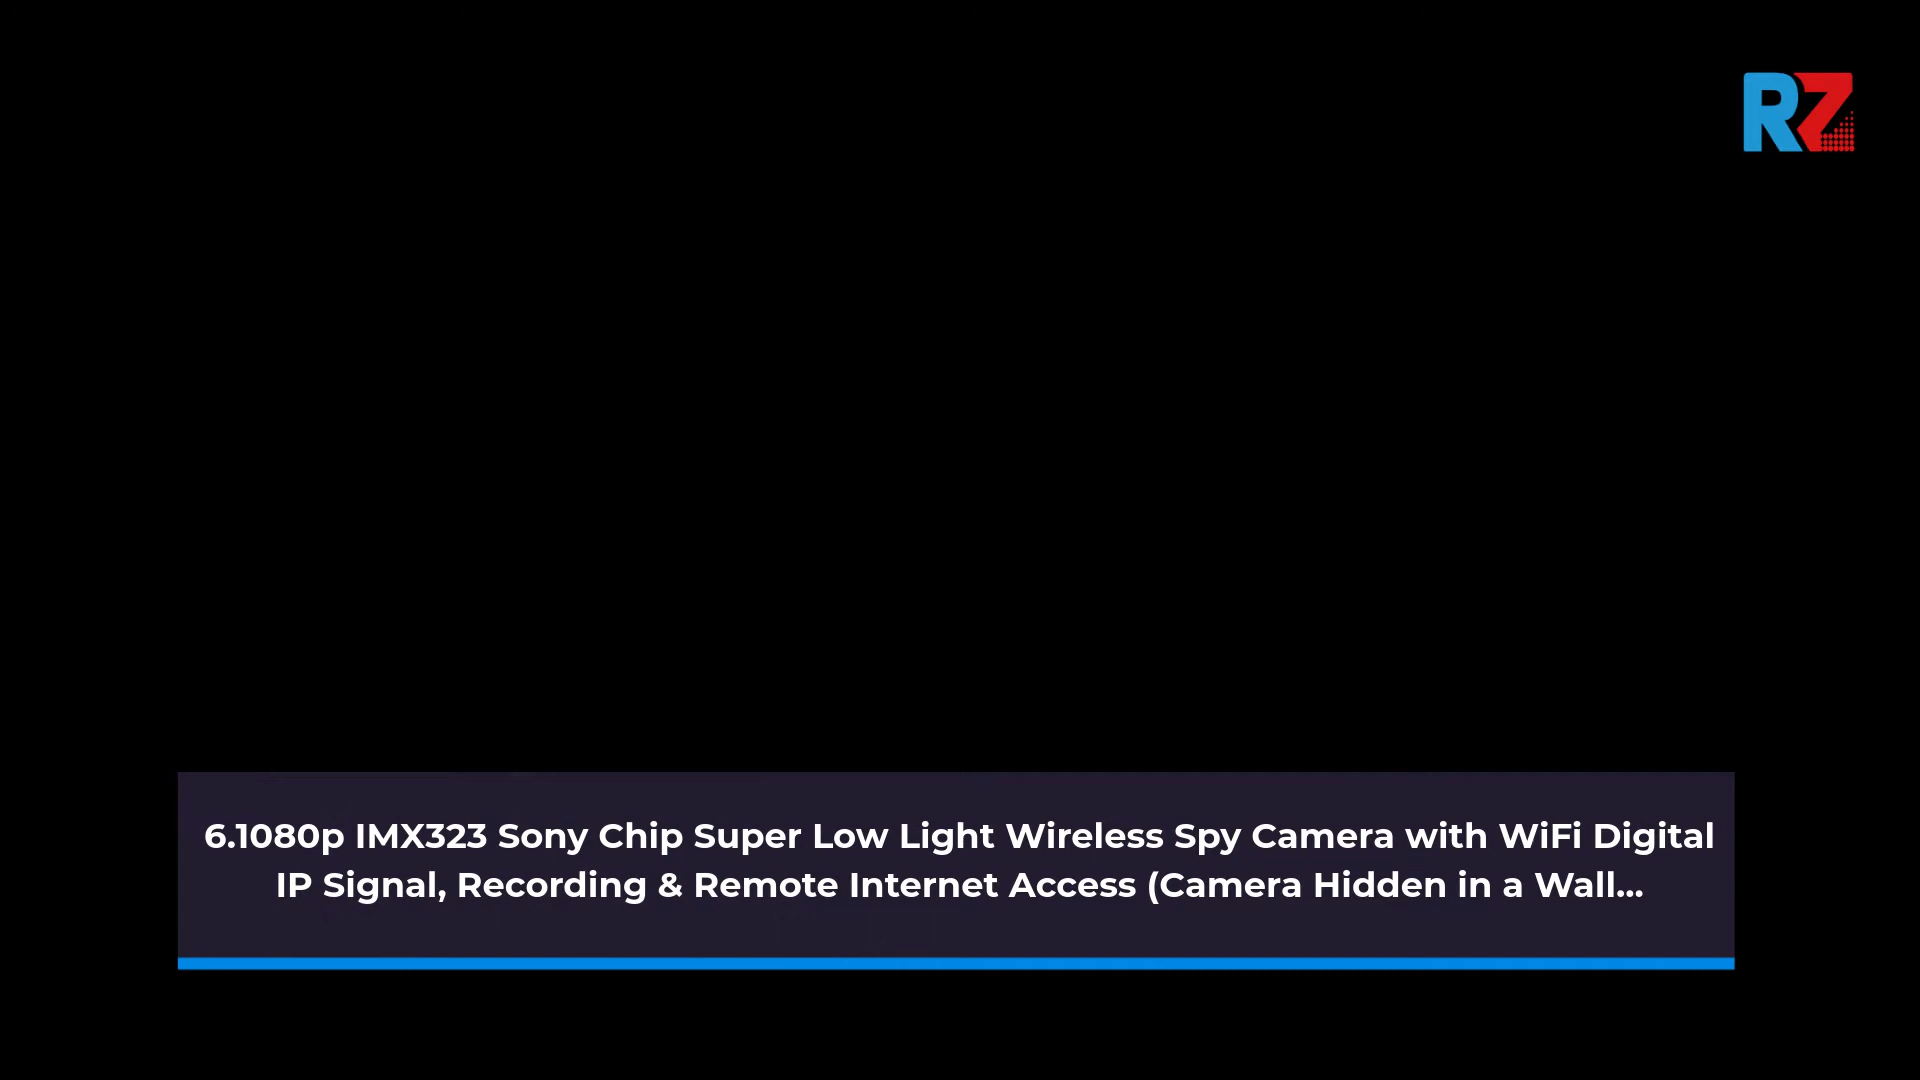 RZ
6.1080p IMX323 Sony Chip Super Low Light Wireless Spy Camera with WiFi Digital
IP Signal, Recording & Remote Internet Access (Camera Hidden in a Wall...